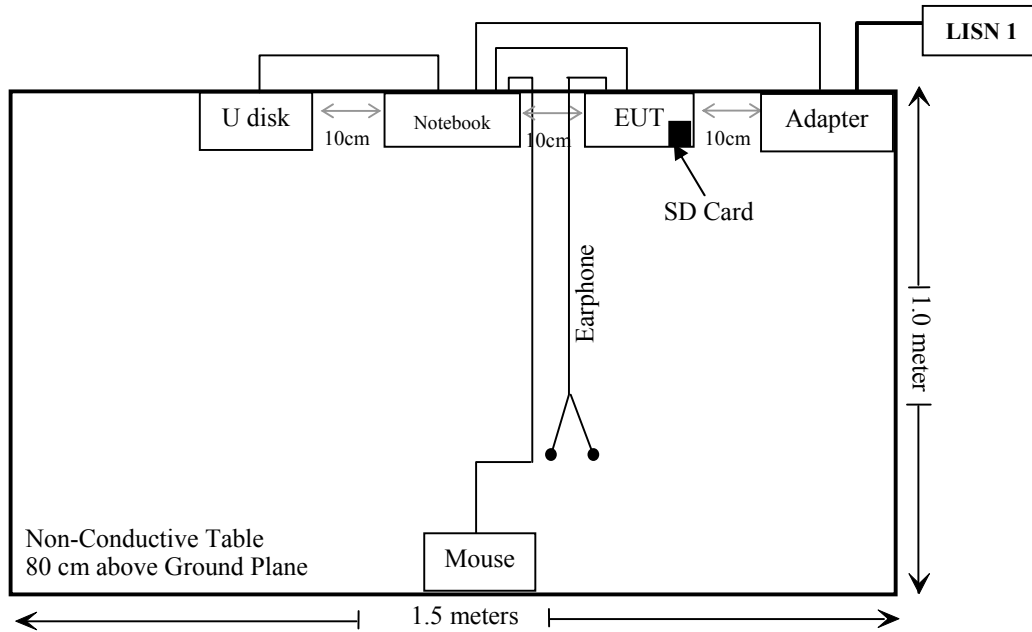 LISN 1
U disk
10cm
Notebook
10cm
EUT
10cm
Adapter
SD Card
Earphone
1.0 meter
Non-Conductive Table
80 cm above Ground Plane
Mouse
1.5 meters